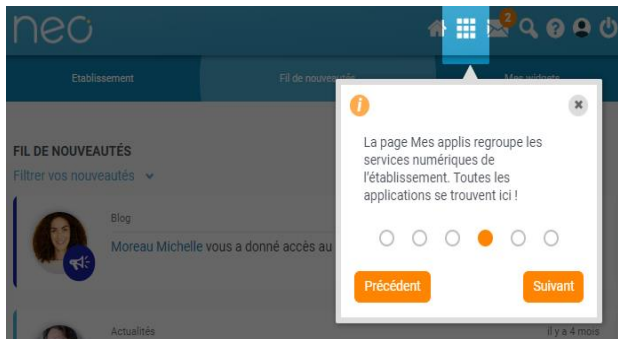 neo
2
Etablissement Fil de nouveautés Mes widgets
FIL DE NOUVEAUTÉS
Filtrer vos nouveautés
Blog
Moreau Michelle vous a donné accès au
Actualités
il y a 4 mois
i
×
La page Mes applis regroupe les
services numériques de
l'établissement. Toutes les
applications se trouvent ici !
Précédent Suivant